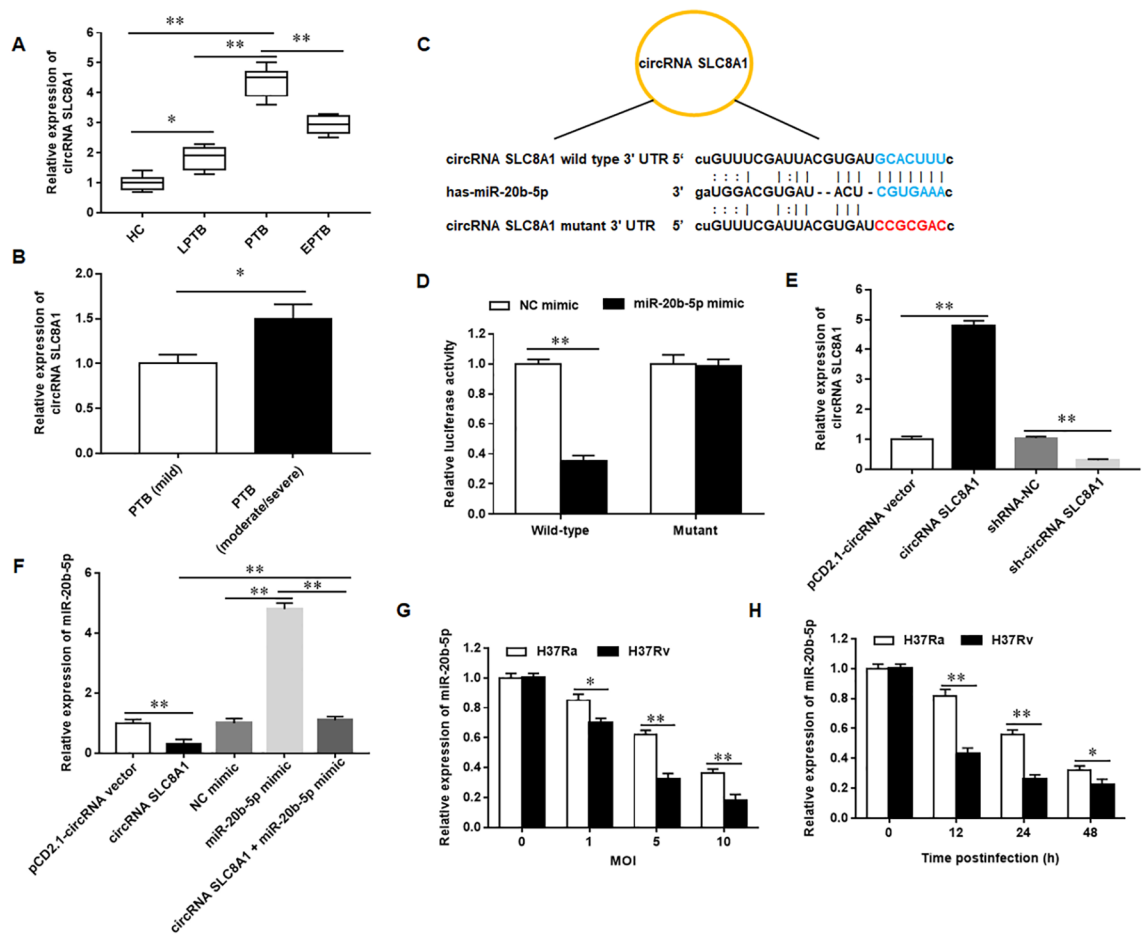 A
Relative expression of
circRNA SLC8A1
6
5
4
3
2
1
0
**
**
**
*
HC
LPTB
PTB
EPTB
B
Relative expression of
circRNA SLC8A1
2.0
1.5
1.0
0.5
0.0
*
PTB (mild)
PTB
(moderate/severe)
C
circRNA SLC8A1
circRNA SLC8A1 wild type 3' UTR 5‘ cuGUUUCGAUUACGUGAUGCACUUUc
: : : | | : | | | | | | | | | | | |
has-miR-20b-5p 3' gaUGGACGUGAU - - ACU - CGUGAAAc
: : : | | : | | | | |
circRNA SLC8A1 mutant 3' UTR 5’ cuGUUUCGAUUACGUGAUCCGCGACc
D
NC mimic
miR-20b-5p mimic
Relative luciferase activity
1.2
1.0
0.8
0.6
0.4
0.2
0.0
**
Wild-type
Mutant
E
Relative expression of
circRNA SLC8A1
6
5
4
3
2
1
0
**
**
pCD2.1-circRNA vector
circRNA SLC8A1
shRNA-NC
sh-circRNA SLC8A1
F
Relative expression of miR-20b-5p
6
4
2
0
**
**
**
**
pCD2.1-circRNA vector
circRNA SLC8A1
NC mimic
miR-20b-5p mimic
circRNA SLC8A1 + miR-20b-5p mimic
G
Relative expression of miR-20b-5p
H37Ra
H37Rv
1.2
1.0
0.8
0.6
0.4
0.2
0.0
*
**
**
0
1
5
10
MOI
H
Relative expression of miR-20b-5p
H37Ra
H37Rv
1.2
1.0
0.8
0.6
0.4
0.2
0.0
**
**
*
0
12
24
48
Time postinfection (h)